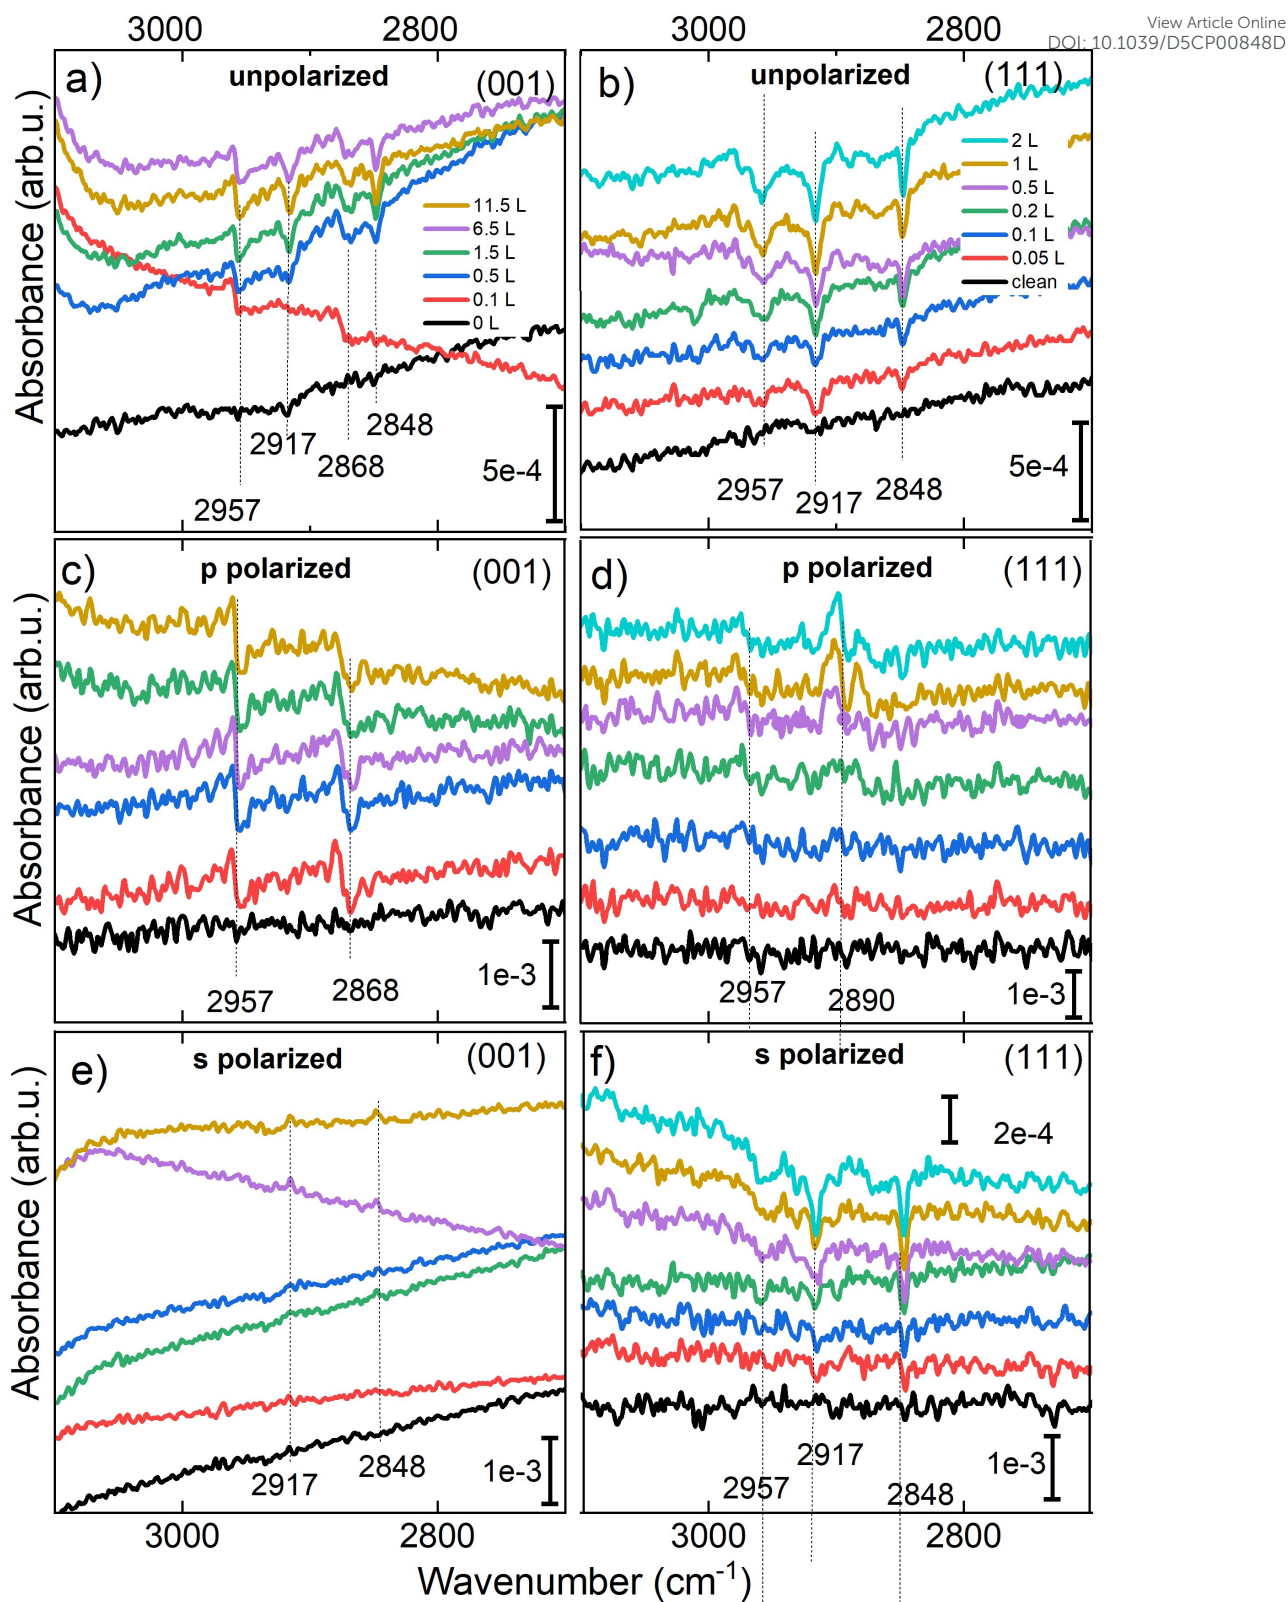 View Article Online
DOI: 10.1039/D5CP00848D
3000 2800 3000 2800
a) unpolarized (001)
11.5 L
6.5 L
1.5 L
0.5 L
0.1 L
0 L
2848
2917
2868
2957
5e-4
Absorbance (arb.u.)
b) unpolarized (111)
2 L
1 L
0.5 L
0.2 L
0.1 L
0.05 L
clean
2957 2917 2848
5e-4
c) p polarized (001)
2957 2868
1e-3
Absorbance (arb.u.)
d) p polarized (111)
2957 2890
1e-3
e) s polarized (001)
2917 2848
1e-3
Absorbance (arb.u.)
f) s polarized (111)
2e-4
2917
2957 2848
1e-3
3000 2800 3000 2800
Wavenumber (cm⁻¹)